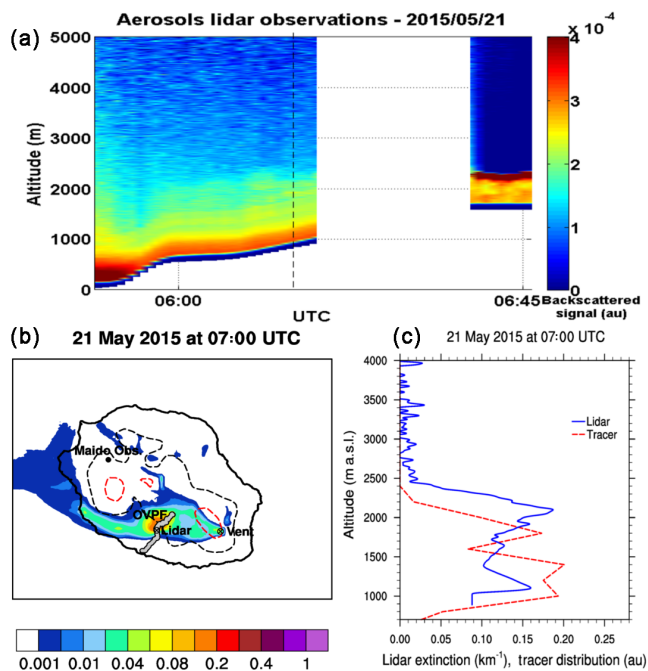 Aerosols lidar observations - 2015/05/21
(a)
x 10⁻⁴
5000
4000
3000
2000
1000
0
Altitude (m)
06:00
06:45
UTC
4
3
2
1
0
Backscattered
signal (au)
(b)
21 May 2015 at 07:00 UTC
Maido Obs.
OVPF
Lidar
Vent
0.001
0.01
0.04
0.08
0.2
0.4
1
(c)
21 May 2015 at 07:00 UTC
4000
3500
3000
2500
2000
1500
1000
Altitude (m a.s.l.)
Lidar
Tracer
0.00
0.05
0.10
0.15
0.20
0.25
Lidar extinction (km⁻¹), tracer distribution (au)